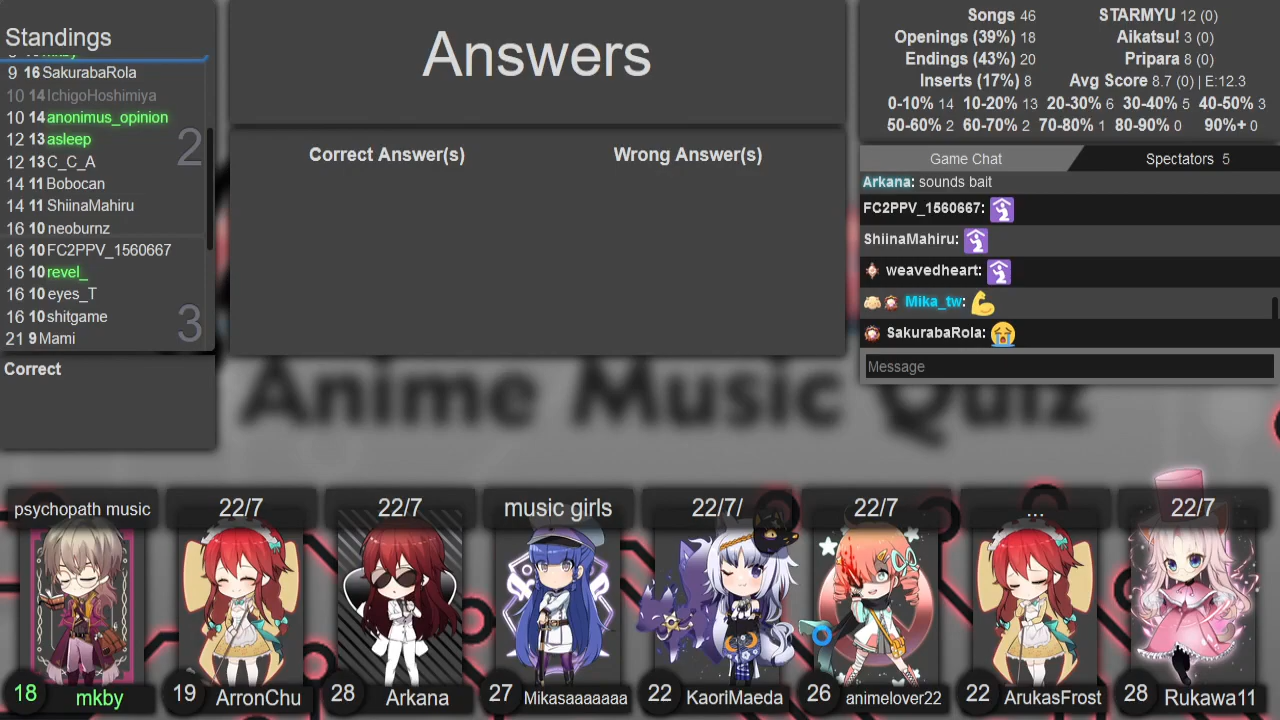 Standings
9 16 SakurabaRola
10 14 IchigoHoshimiya
10 14 anonimus_opinion
12 13 asleep
2
12 13 C_C_A
14 11 Bobocan
14 11 ShiinaMahiru
16 10 neoburnz
16 10 FC2PPV_1560667
16 10 revel_
16 10 eyes_T
16 10 shitgame
3
21 9 Mami
Correct
Answers
Correct Answer(s) Wrong Answer(s)
Songs 46 STARMYU 12 (0)
Openings (39%) 18 Aikatsu! 3 (0)
Endings (43%) 20 Pripara 8 (0)
Inserts (17%) 8 Avg Score 8.7 (0) | E:12.3
0-10% 14 10-20% 13 20-30% 6 30-40% 5 40-50% 3
50-60% 2 60-70% 2 70-80% 1 80-90% 0 90%+ 0
Game Chat Spectators 5
Arkana: sounds bait
FC2PPV_1560667:
ShiinaMahiru:
weavedheart:
Mika_tw:
SakurabaRola:
Message
Anime Music Quiz
psychopath music 22/7 22/7 music girls 22/7/ 22/7 ... 22/7
18 mkby 19 ArronChu 28 Arkana 27 Mikasaaaaaaa 22 KaoriMaeda 26 animelover22 22 ArukasFrost 28 Rukawa11